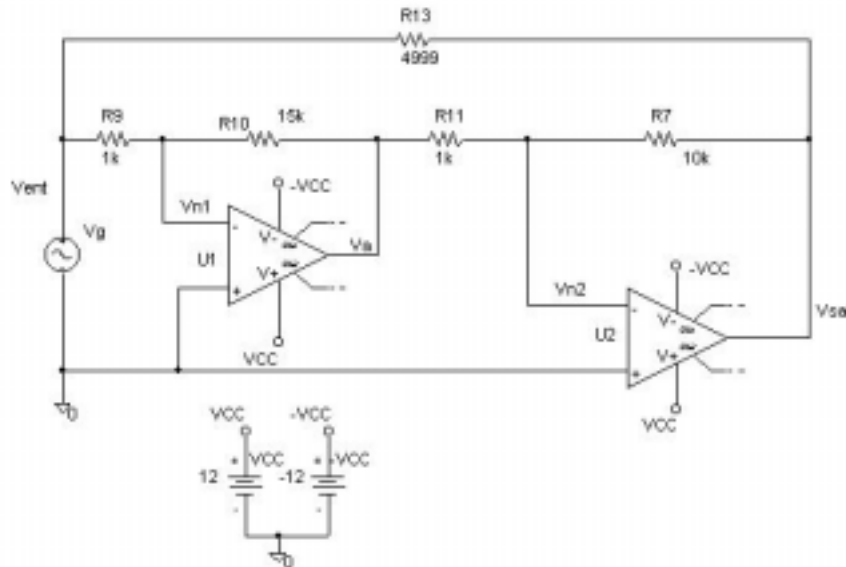 R13
4999
R9
1k
R10
15k
R11
1k
R7
10k
Vent
Vg
Vn1
-VCC
V-
V+
U1
VCC
Vn2
-VCC
V-
V+
U2
VCC
Vsa
0
VCC
-VCC
+ VCC
+ -VCC
12
-12
-
-
0